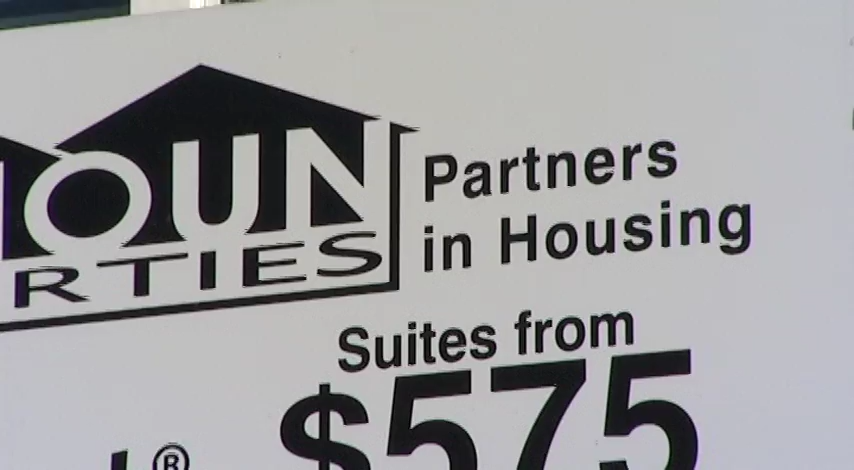 OUN
RTIES
Partners
in Housing
Suites from
$575
®